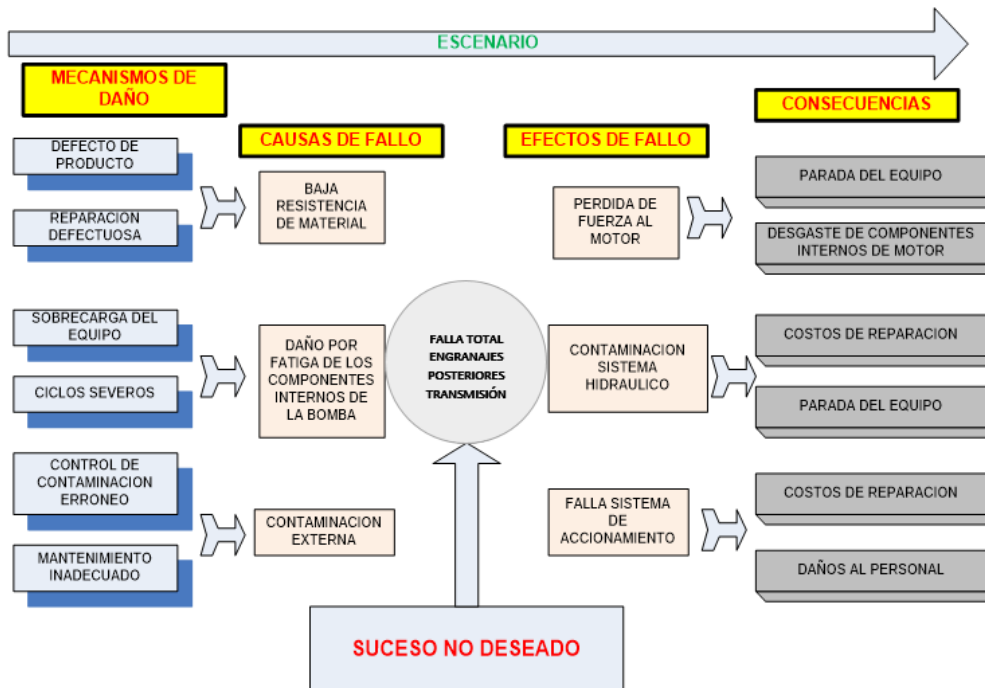 ESCENARIO
MECANISMOS DE
DAÑO
CAUSAS DE FALLO
EFECTOS DE FALLO
CONSECUENCIAS
DEFECTO DE
PRODUCTO
REPARACION
DEFECTUOSA
BAJA
RESISTENCIA
DE MATERIAL
PERDIDA DE
FUERZA AL
MOTOR
PARADA DEL EQUIPO
DESGASTE DE COMPONENTES
INTERNOS DE MOTOR
SOBRECARGA DEL
EQUIPO
CICLOS SEVEROS
DAÑO POR
FATIGA DE LOS
COMPONENTES
INTERNOS DE
LA BOMBA
FALLA TOTAL
ENGRANAJES
POSTERIORES
TRANSMISIÓN
CONTAMINACION
SISTEMA
HIDRAULICO
COSTOS DE REPARACION
PARADA DEL EQUIPO
CONTROL DE
CONTAMINACION
ERRONEO
MANTENIMIENTO
INADECUADO
CONTAMINACION
EXTERNA
FALLA SISTEMA
DE
ACCIONAMIENTO
COSTOS DE REPARACION
DAÑOS AL PERSONAL
SUCESO NO DESEADO